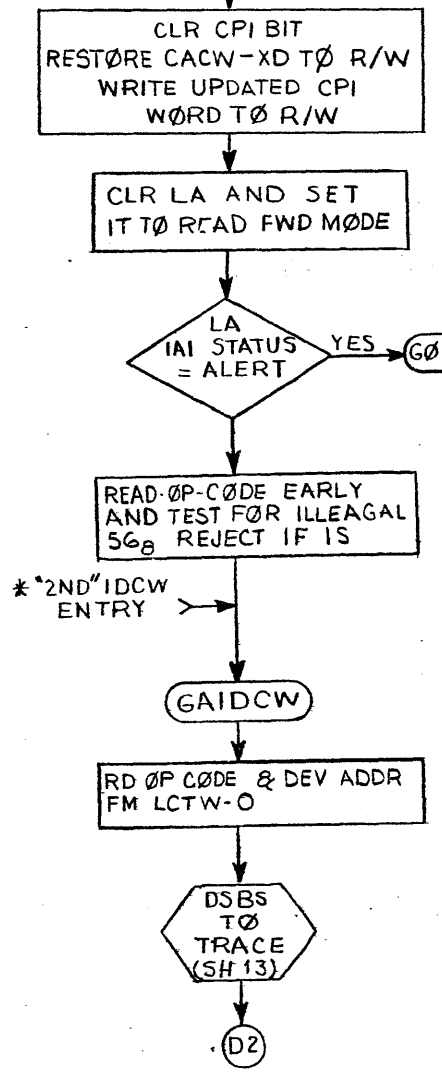 CLR CPI BIT
RESTØRE CACW-XD TØ R/W
WRITE UPDATED CPI
WØRD TØ R/W
CLR LA AND SET
IT TØ READ FWD MØDE
LA
IAI STATUS
= ALERT
YES
GØ
READ-ØP-CØDE EARLY
AND TEST FØR ILLEAGAL
56₈ REJECT IF IS
* "2ND" IDCW
ENTRY
GAIDCW
RD ØP CØDE & DEV ADDR
FM LCTW-O
DSBS
TØ
TRACE
(SH 13)
D2